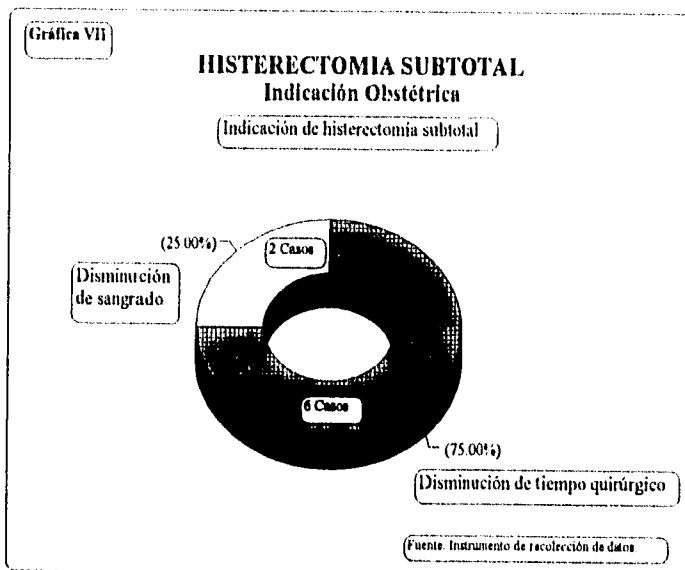 Gráfica VII
HISTERECTOMIA SUBTOTAL
Indicación Obstétrica
Indicación de histerectomía subtotal
(25.00%)
2 Casos
Disminución
de sangrado
6 Casos
(75.00%)
Disminución de tiempo quirúrgico
Fuente. Instrumento de recolección de datos